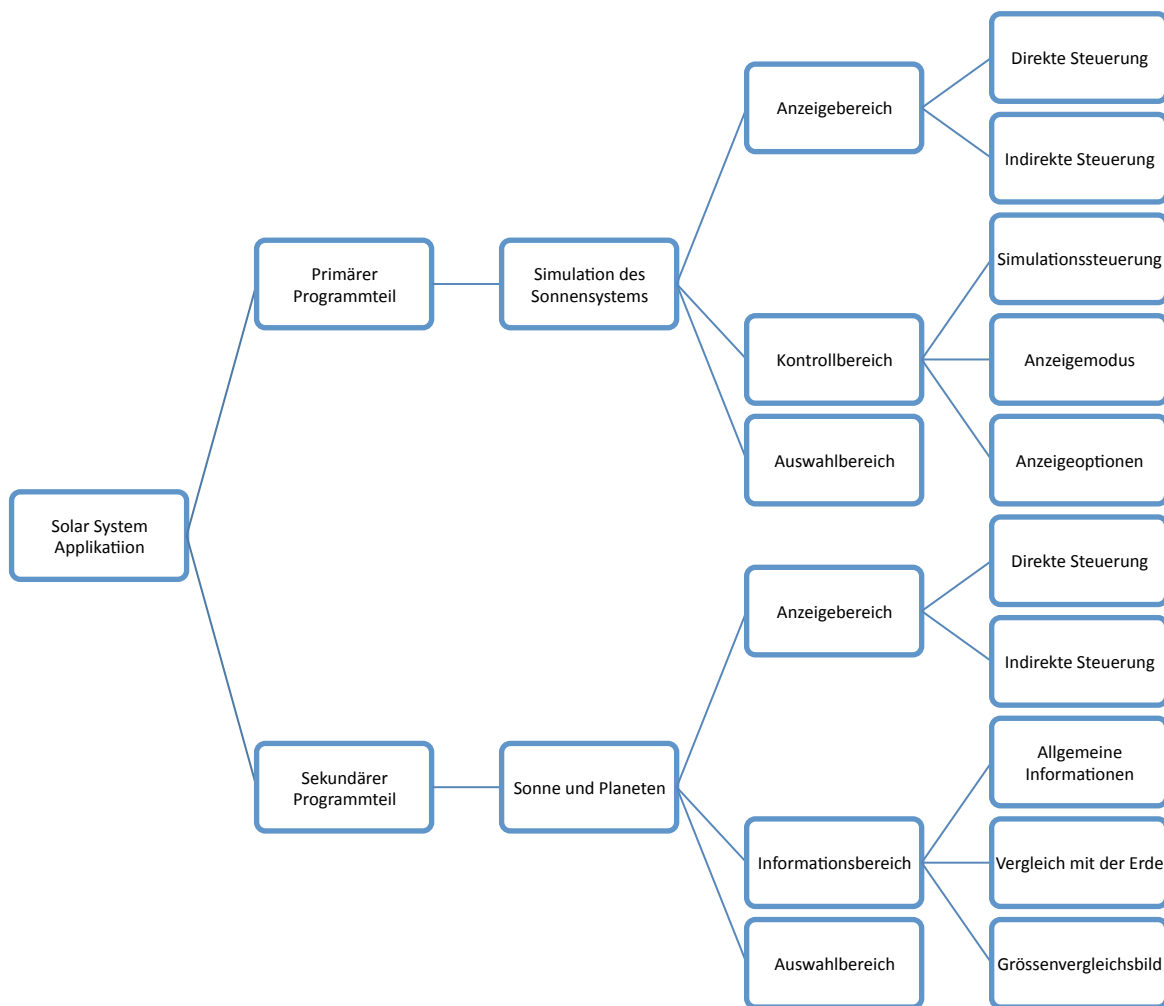 Solar System
Applikatiion
Primärer
Programmteil
Simulation des
Sonnensystems
Anzeigebereich
Direkte Steuerung
Indirekte Steuerung
Kontrollbereich
Simulationssteuerung
Anzeigemodus
Anzeigeoptionen
Auswahlbereich
Sekundärer
Programmteil
Sonne und Planeten
Anzeigebereich
Direkte Steuerung
Indirekte Steuerung
Informationsbereich
Allgemeine
Informationen
Vergleich mit der Erde
Grössenvergleichsbild
Auswahlbereich